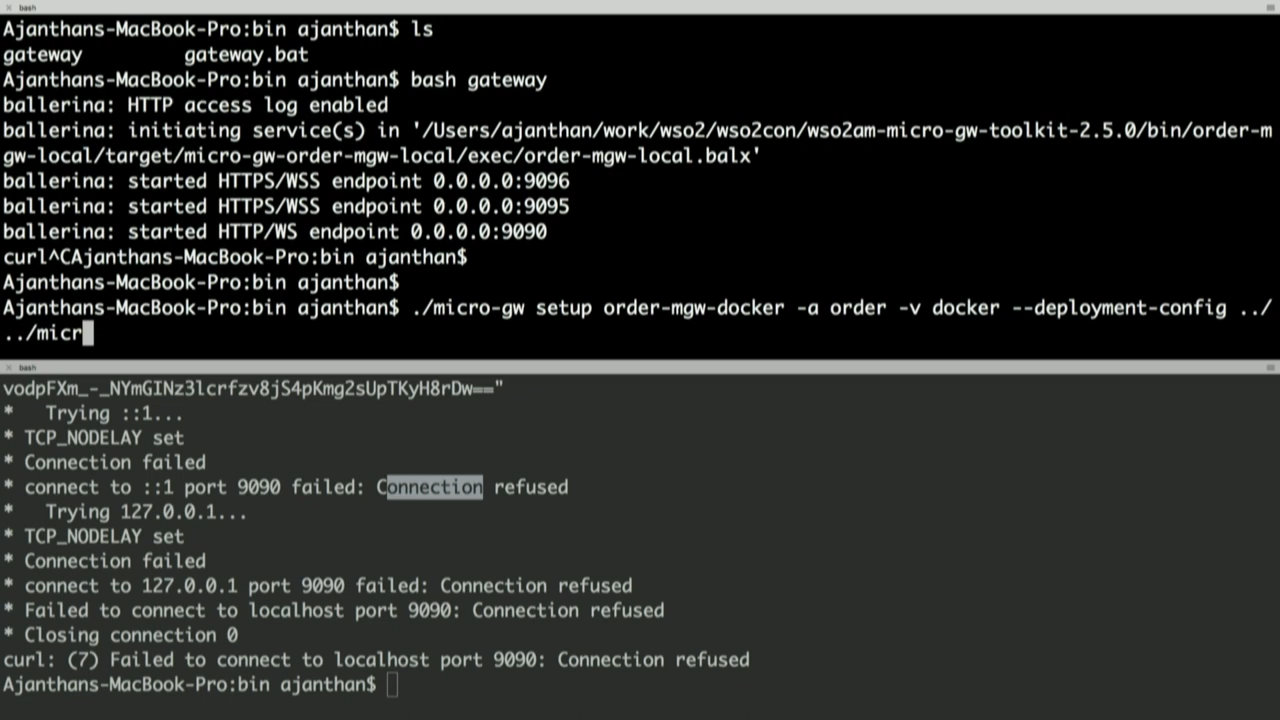 bash
Ajanthans-MacBook-Pro:bin ajanthan$ ls
gateway gateway.bat
Ajanthans-MacBook-Pro:bin ajanthan$ bash gateway
ballerina: HTTP access log enabled
ballerina: initiating service(s) in '/Users/ajanthan/work/wso2/wso2con/wso2am-micro-gw-toolkit-2.5.0/bin/order-m
gw-local/target/micro-gw-order-mgw-local/exec/order-mgw-local.balx'
ballerina: started HTTPS/WSS endpoint 0.0.0.0:9096
ballerina: started HTTPS/WSS endpoint 0.0.0.0:9095
ballerina: started HTTP/WS endpoint 0.0.0.0:9090
curl^CAjanthans-MacBook-Pro:bin ajanthan$
Ajanthans-MacBook-Pro:bin ajanthan$
Ajanthans-MacBook-Pro:bin ajanthan$ ./micro-gw setup order-mgw-docker -a order -v docker --deployment-config ../
../micr
bash
vodpFXm_-_NYmGINz3lcrfzv8jS4pKmg2sUpTKyH8rDw=="
* Trying ::1...
* TCP_NODELAY set
* Connection failed
* connect to ::1 port 9090 failed: Connection refused
* Trying 127.0.0.1...
* TCP_NODELAY set
* Connection failed
* connect to 127.0.0.1 port 9090 failed: Connection refused
* Failed to connect to localhost port 9090: Connection refused
* Closing connection 0
curl: (7) Failed to connect to localhost port 9090: Connection refused
Ajanthans-MacBook-Pro:bin ajanthan$